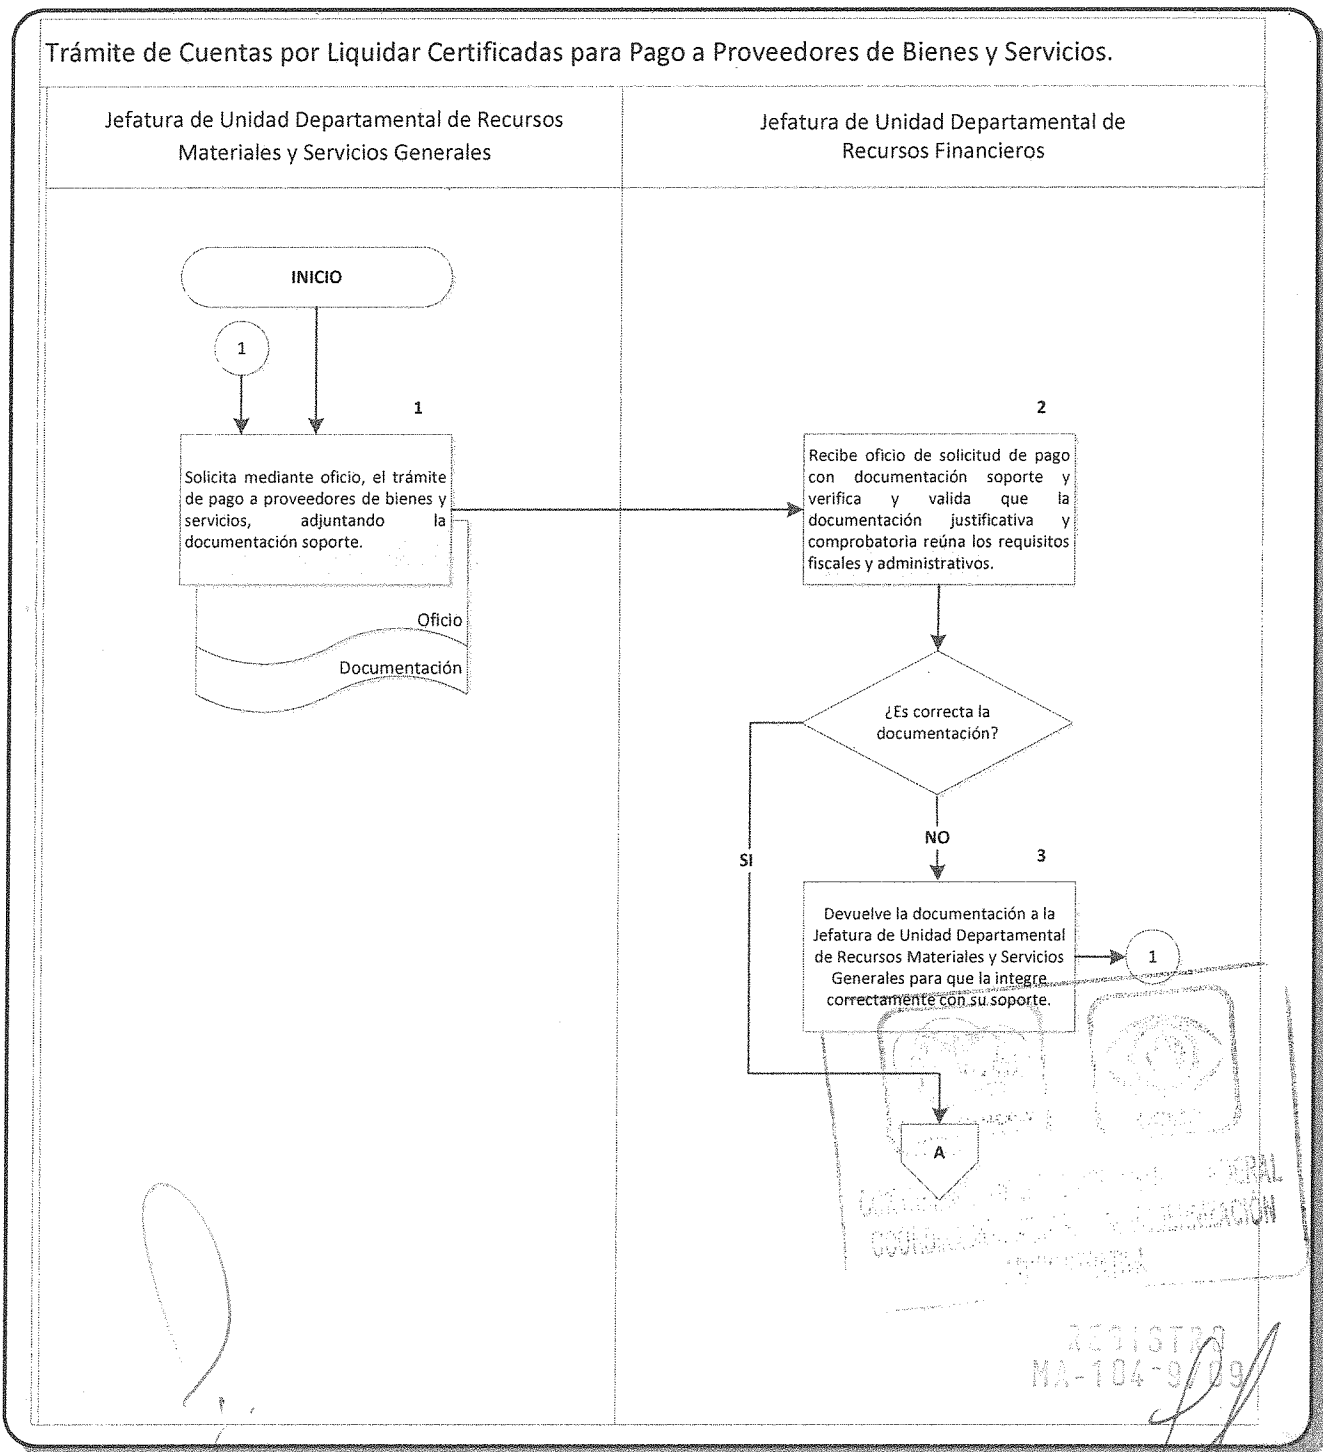 Trámite de Cuentas por Liquidar Certificadas para Pago a Proveedores de Bienes y Servicios.
Jefatura de Unidad Departamental de Recursos
Materiales y Servicios Generales
Jefatura de Unidad Departamental de
Recursos Financieros
INICIO
1
1
Solicita mediante oficio, el trámite
de pago a proveedores de bienes y
servicios, adjuntando la
documentación soporte.
Oficio
Documentación
2
Recibe oficio de solicitud de pago
con documentación soporte y
verifica y valida que la
documentación justificativa y
comprobatoria reúna los requisitos
fiscales y administrativos.
¿Es correcta la
documentación?
NO
SI
3
Devuelve la documentación a la
Jefatura de Unidad Departamental
de Recursos Materiales y Servicios
Generales para que la integre
correctamente con su soporte.
1
A
REGISTRO